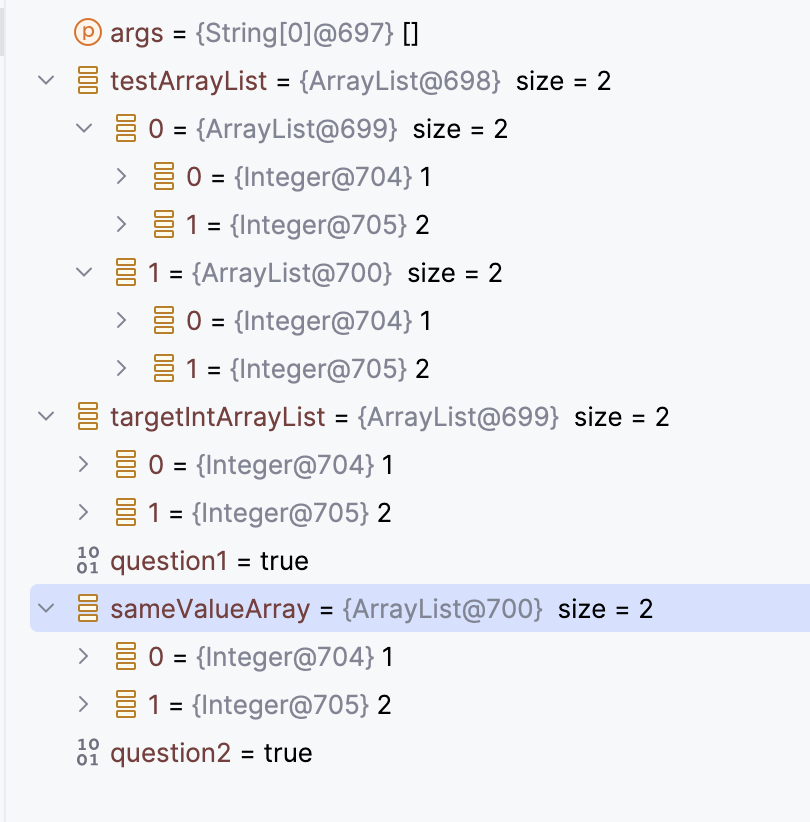 p args = {String[0]@697} []
testArrayList = {ArrayList@698} size = 2
0 = {ArrayList@699} size = 2
0 = {Integer@704} 1
1 = {Integer@705} 2
1 = {ArrayList@700} size = 2
0 = {Integer@704} 1
1 = {Integer@705} 2
targetIntArrayList = {ArrayList@699} size = 2
0 = {Integer@704} 1
1 = {Integer@705} 2
10 01 question1 = true
sameValueArray = {ArrayList@700} size = 2
0 = {Integer@704} 1
1 = {Integer@705} 2
10 01 question2 = true